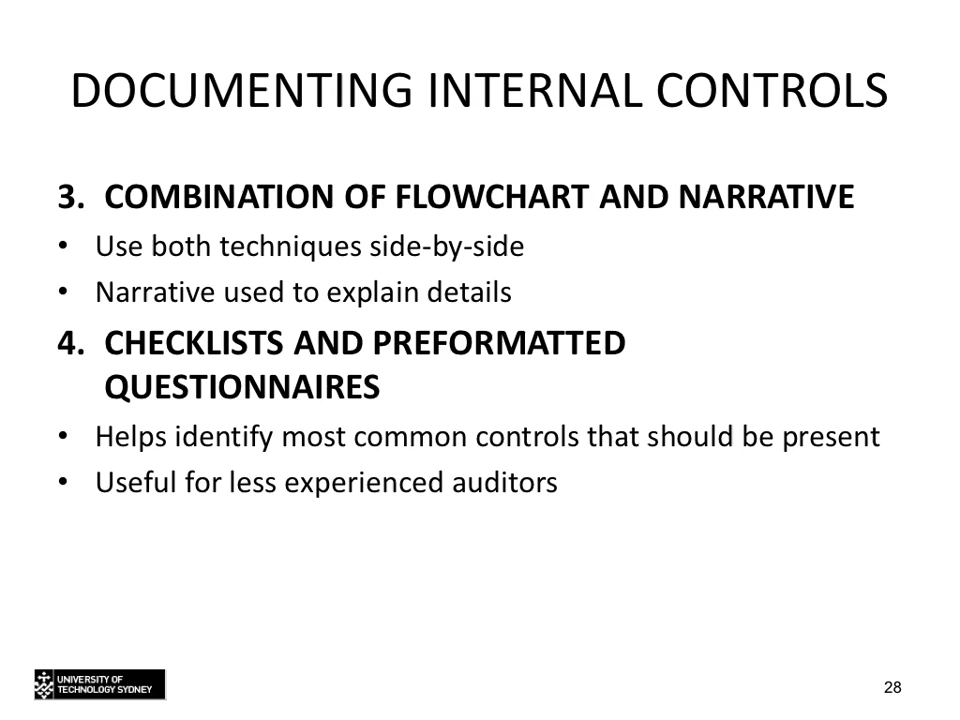 DOCUMENTING INTERNAL CONTROLS
3. COMBINATION OF FLOWCHART AND NARRATIVE
• Use both techniques side-by-side
• Narrative used to explain details
4. CHECKLISTS AND PREFORMATTED
QUESTIONNAIRES
• Helps identify most common controls that should be present
• Useful for less experienced auditors
UNIVERSITY OF
TECHNOLOGY SYDNEY
28